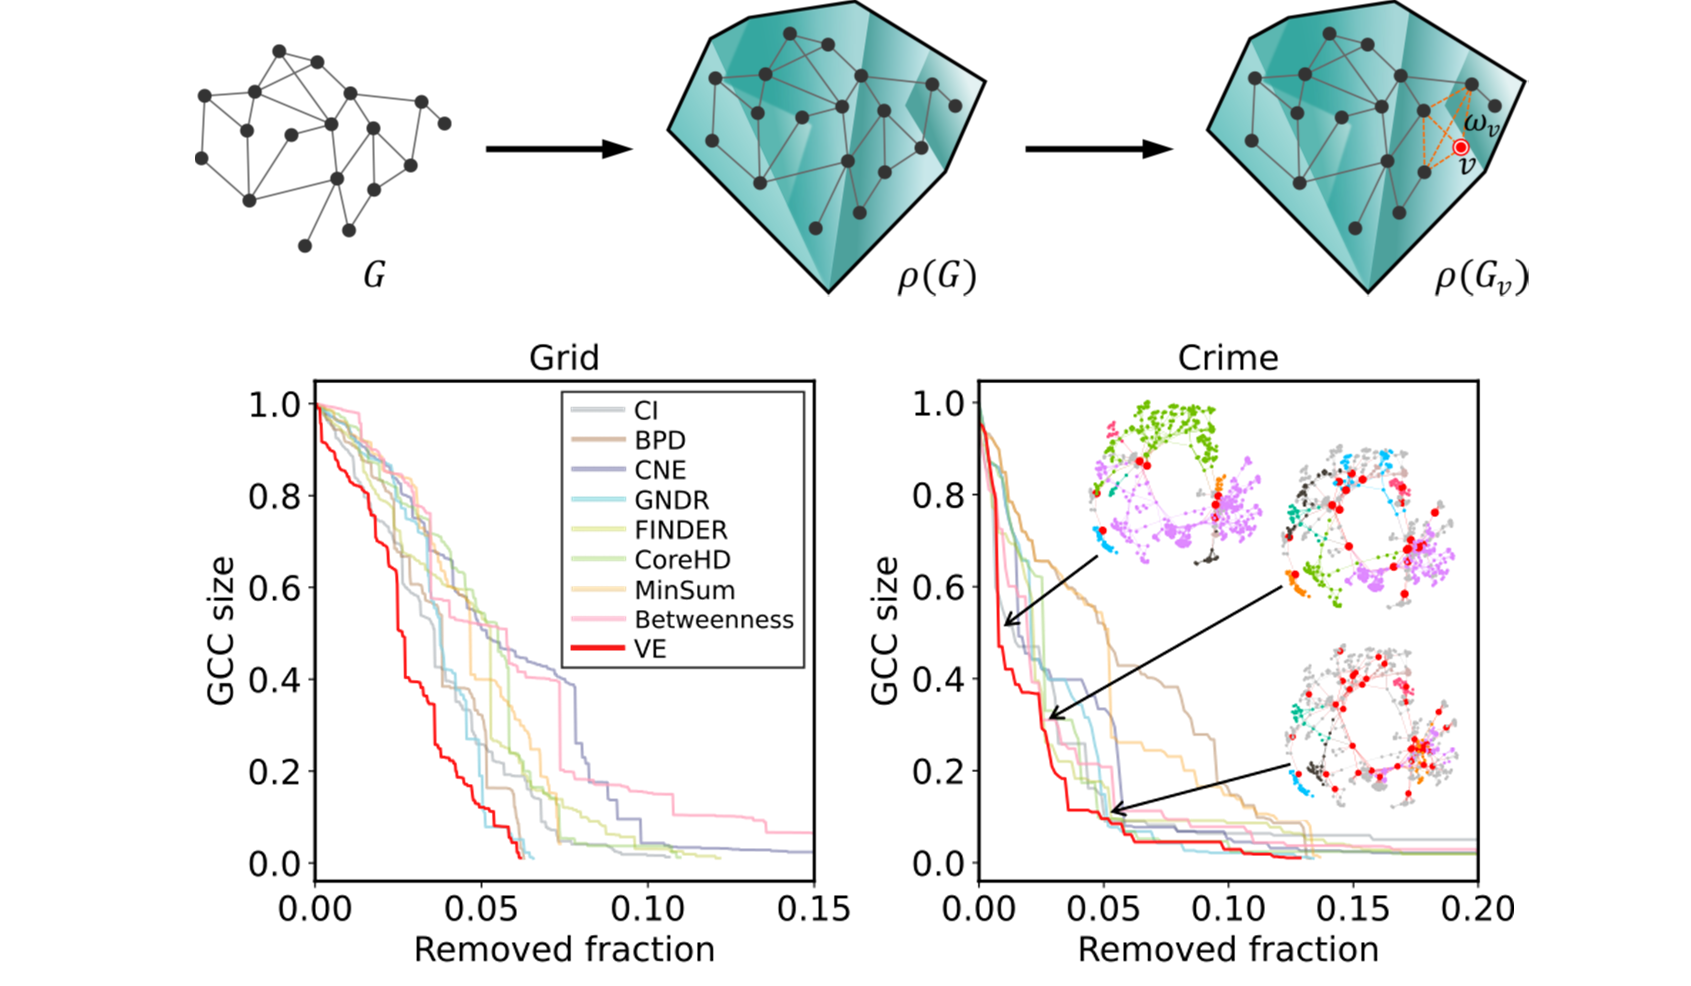 G
ρ(G)
ω_v
v
ρ(G_v)
Grid
Crime
GCC size
1.0
0.8
0.6
0.4
0.2
0.0
CI
BPD
CNE
GNDR
FINDER
CoreHD
MinSum
Betweenness
VE
0.00 0.05 0.10 0.15
Removed fraction
GCC size
1.0
0.8
0.6
0.4
0.2
0.0
0.00 0.05 0.10 0.15 0.20
Removed fraction